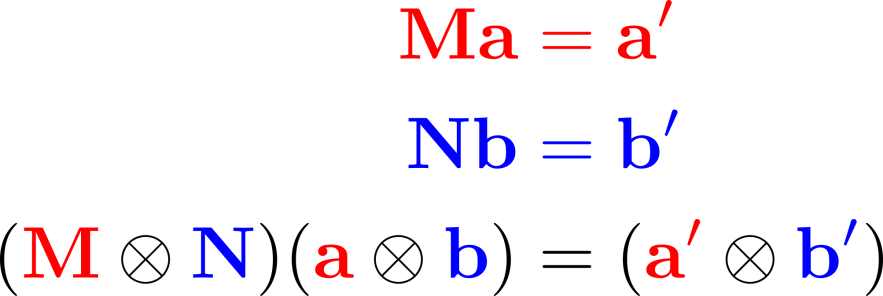 Ma = a′
Nb = b′
(M ⊗ N)(a ⊗ b) = (a′ ⊗ b′)